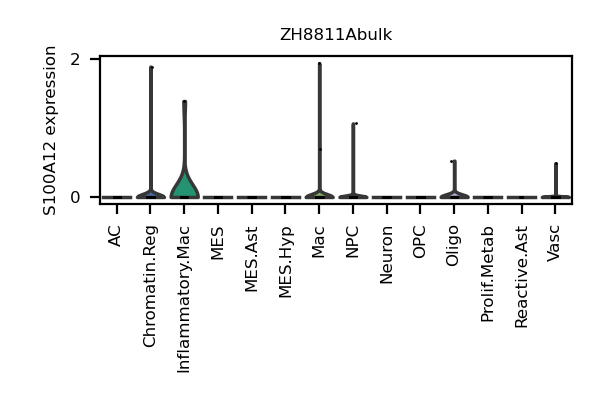 ZH8811Abulk
S100A12 expression
2
0
AC
Chromatin.Reg
Inflammatory.Mac
MES
MES.Ast
MES.Hyp
Mac
NPC
Neuron
OPC
Oligo
Prolif.Metab
Reactive.Ast
Vasc